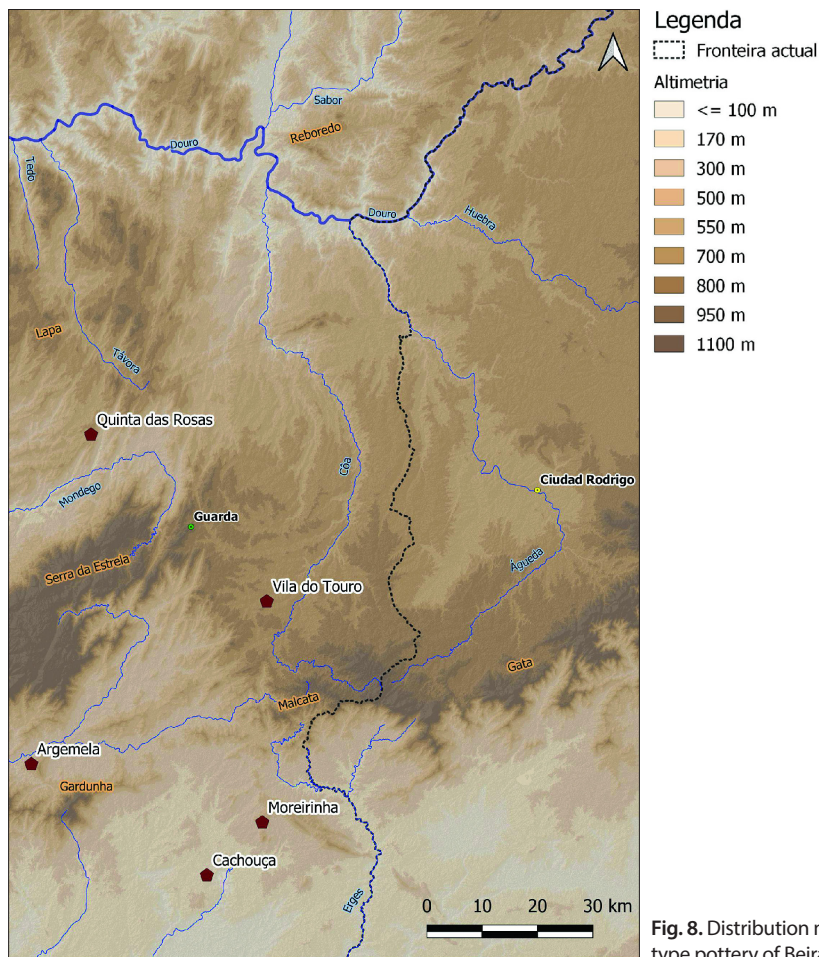 Legenda
Fronteira actual
Altimetria
<= 100 m
170 m
300 m
500 m
550 m
700 m
800 m
950 m
1100 m
Sabor
Reboredo
Douro
Tedo
Douro
Huebra
Lapa
Távora
Quinta das Rosas
Côa
Mondego
Ciudad Rodrigo
Guarda
Serra da Estrela
Águeda
Vila do Touro
Gata
Malcata
Argemela
Gardunha
Moreirinha
Cachouça
Erges
0 10 20 30 km
Fig. 8. Distribution
type pottery of Beira